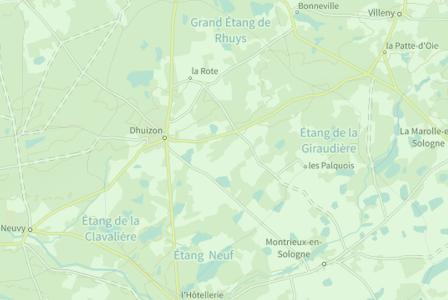 Bonneville
Villeny
Grand Étang de
Rhuys
la Patte-d'Oie
la Rote
Dhuizon
Étang de la
Giraudière
La Marolle-e
Sologne
les Palquois
Étang de la
Clavalière
Neuvy
Étang Neuf
Montrieux-en-
Sologne
l'Hôtellerie